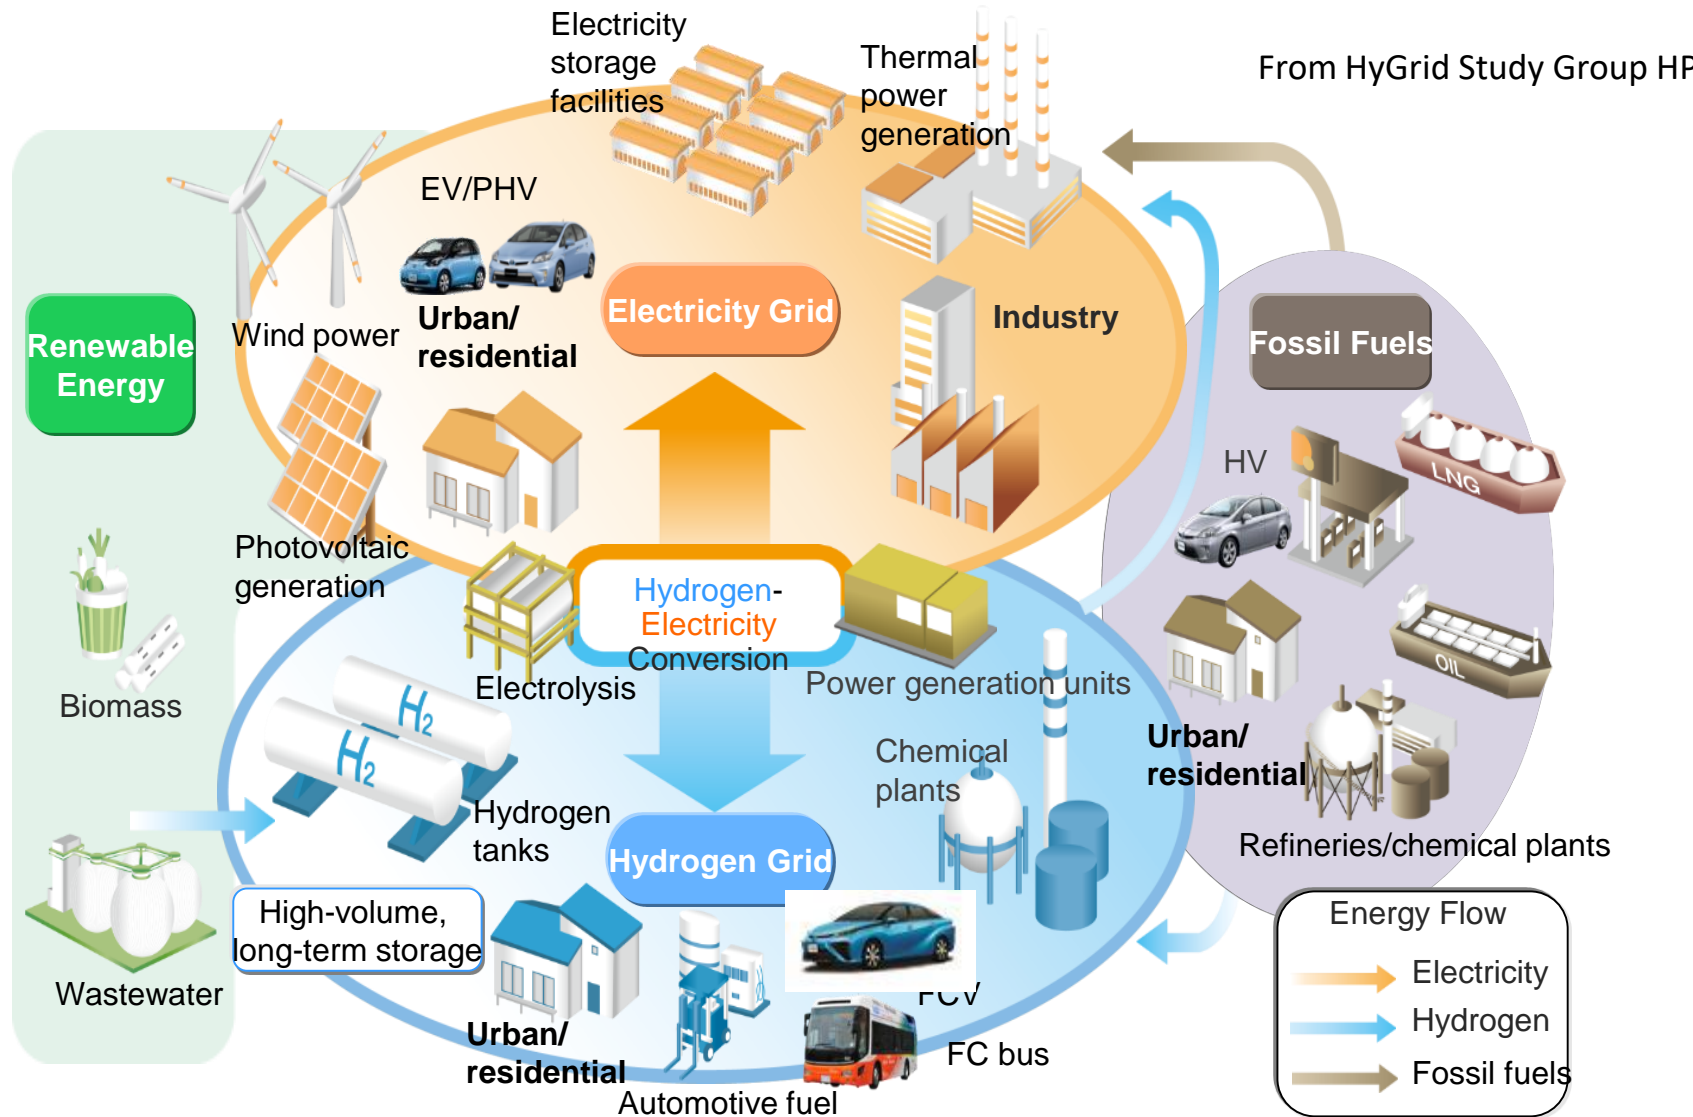 Electricity
storage
facilities
Thermal
power
generation
From HyGrid Study Group HP
EV/PHV
Renewable
Energy
Wind power
Urban/
residential
Electricity Grid
Industry
Fossil Fuels
LNG
HV
Photovoltaic
generation
Hydrogen-
Electricity
Conversion
Electrolysis
Power generation units
OIL
Biomass
H2
H2
Chemical
plants
Urban/
residential
Hydrogen
tanks
Hydrogen Grid
Refineries/chemical plants
High-volume,
long-term storage
Wastewater
FCV
FC bus
Urban/
residential
Automotive fuel
Energy Flow
Electricity
Hydrogen
Fossil fuels